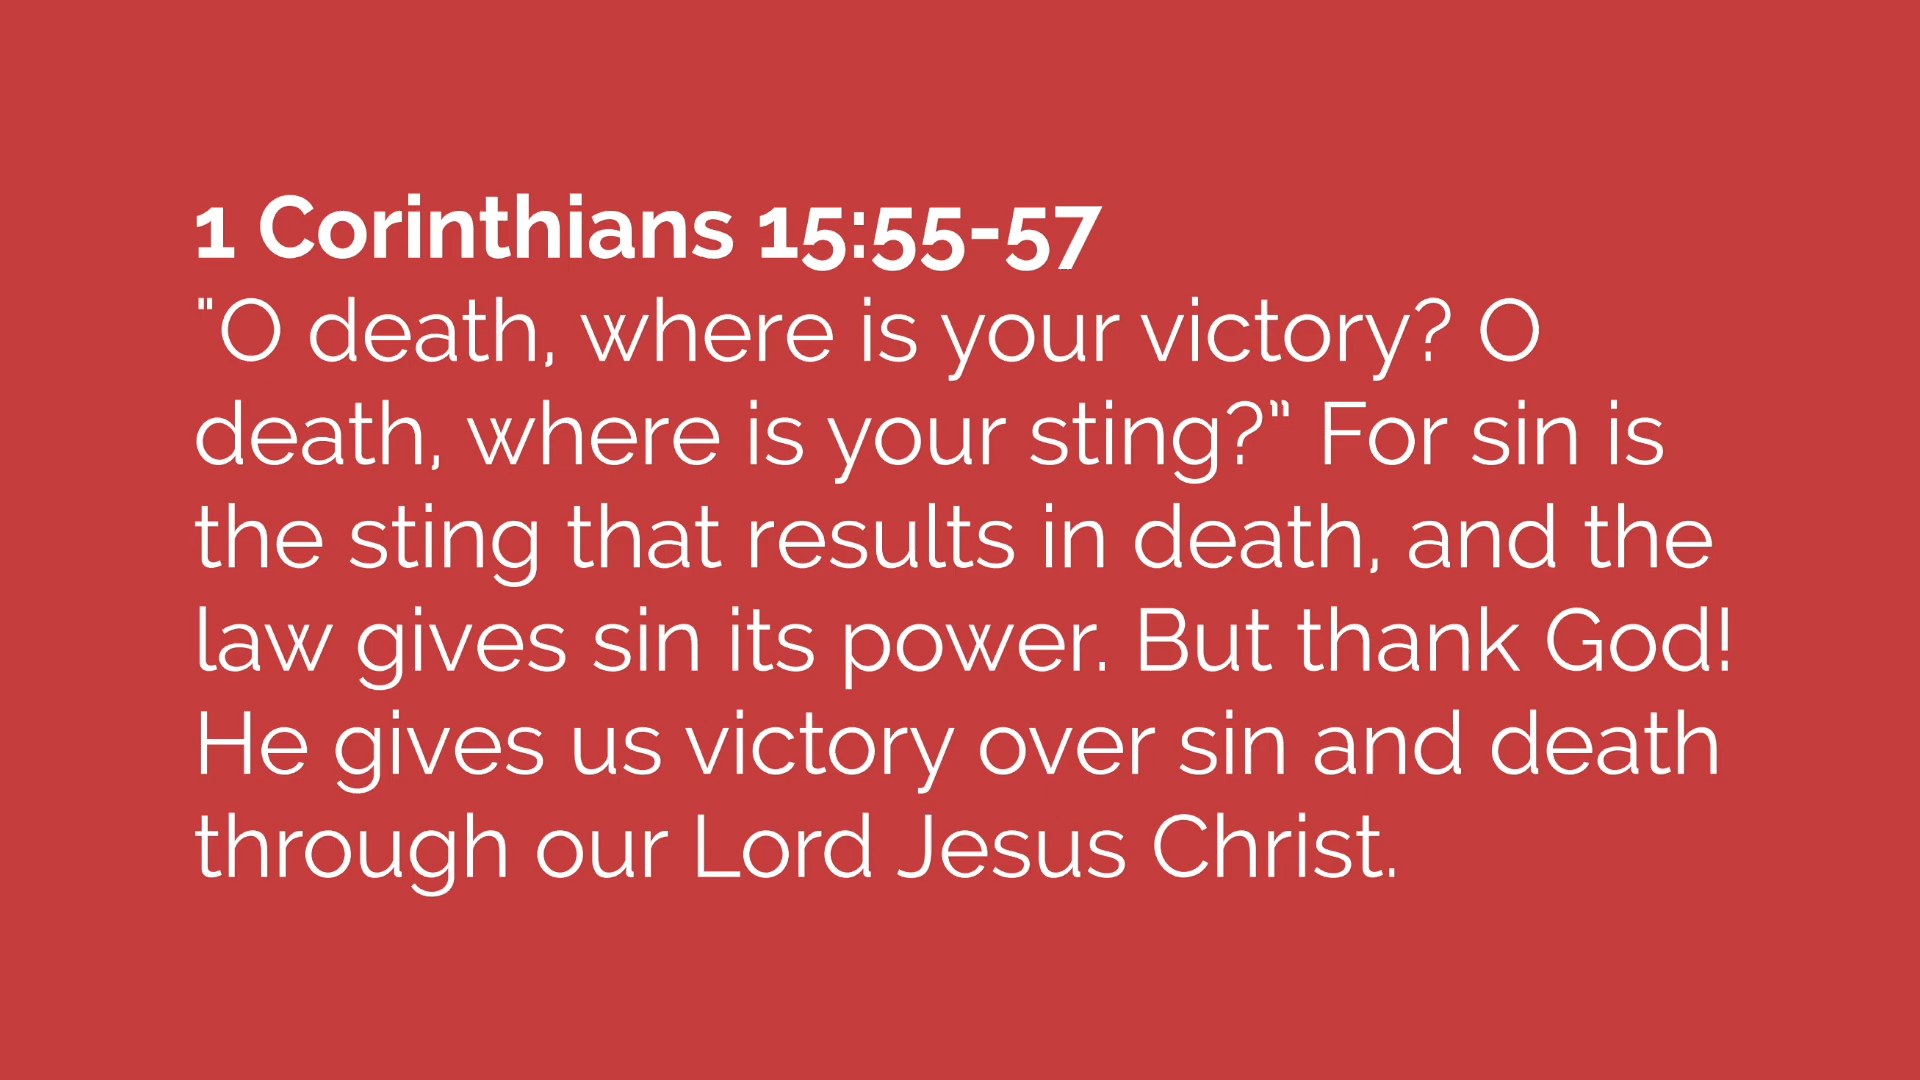 1 Corinthians 15:55-57
"O death, where is your victory? O
death, where is your sting?” For sin is
the sting that results in death, and the
law gives sin its power. But thank God!
He gives us victory over sin and death
through our Lord Jesus Christ.